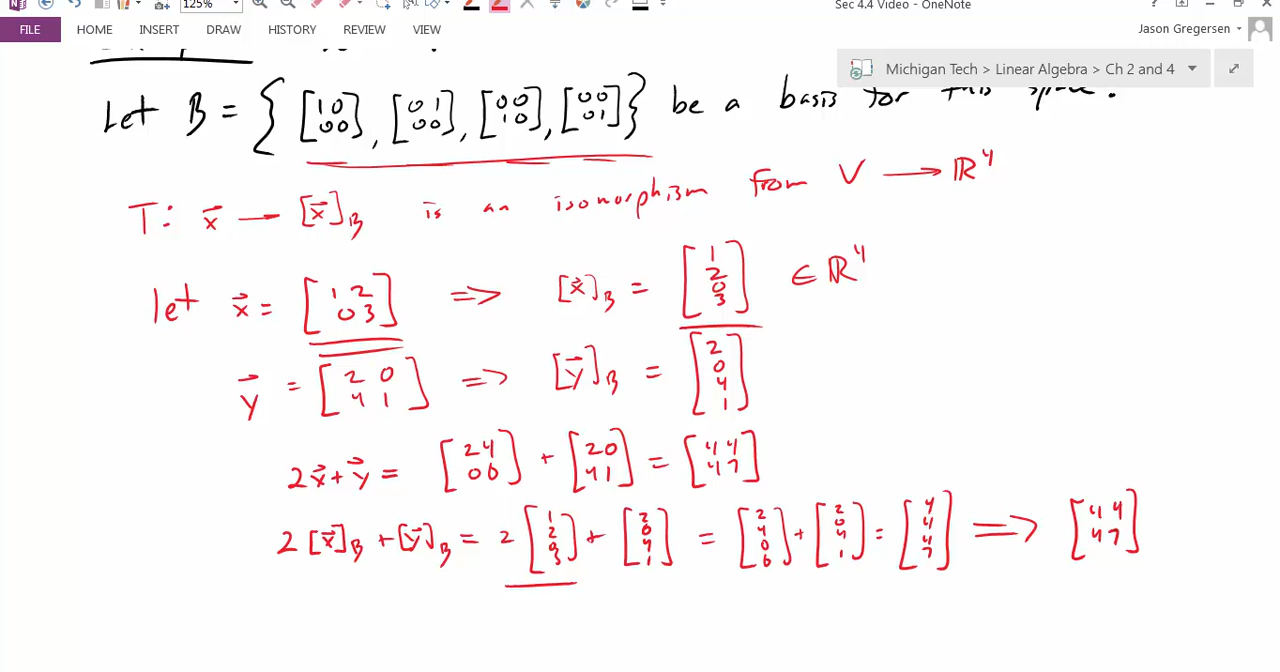 125%
Sec 4.4 Video - OneNote
FILE HOME INSERT DRAW HISTORY REVIEW VIEW
Jason Gregersen
Michigan Tech > Linear Algebra > Ch 2 and 4
Let B = { [1 0 0 0], [0 1 0 0], [0 0 1 0], [0 0 0 1] } be a basis for this space.
T: x⃗ → [x⃗]_B is an isomorphism from V → ℝ⁴
let x⃗ = [1 2 0 3] => [x⃗]_B = [1 2 0 3] ∈ ℝ⁴
y⃗ = [2 0 4 1] => [y⃗]_B = [2 0 4 1]
2x⃗ + y⃗ = [2 4 0 6] + [2 0 4 1] = [4 4 4 7]
2[x⃗]_B + [y⃗]_B = 2 [1 2 0 3] + [2 0 4 1] = [2 4 0 6] + [2 0 4 1] = [4 4 4 7] => [4 4 4 7]